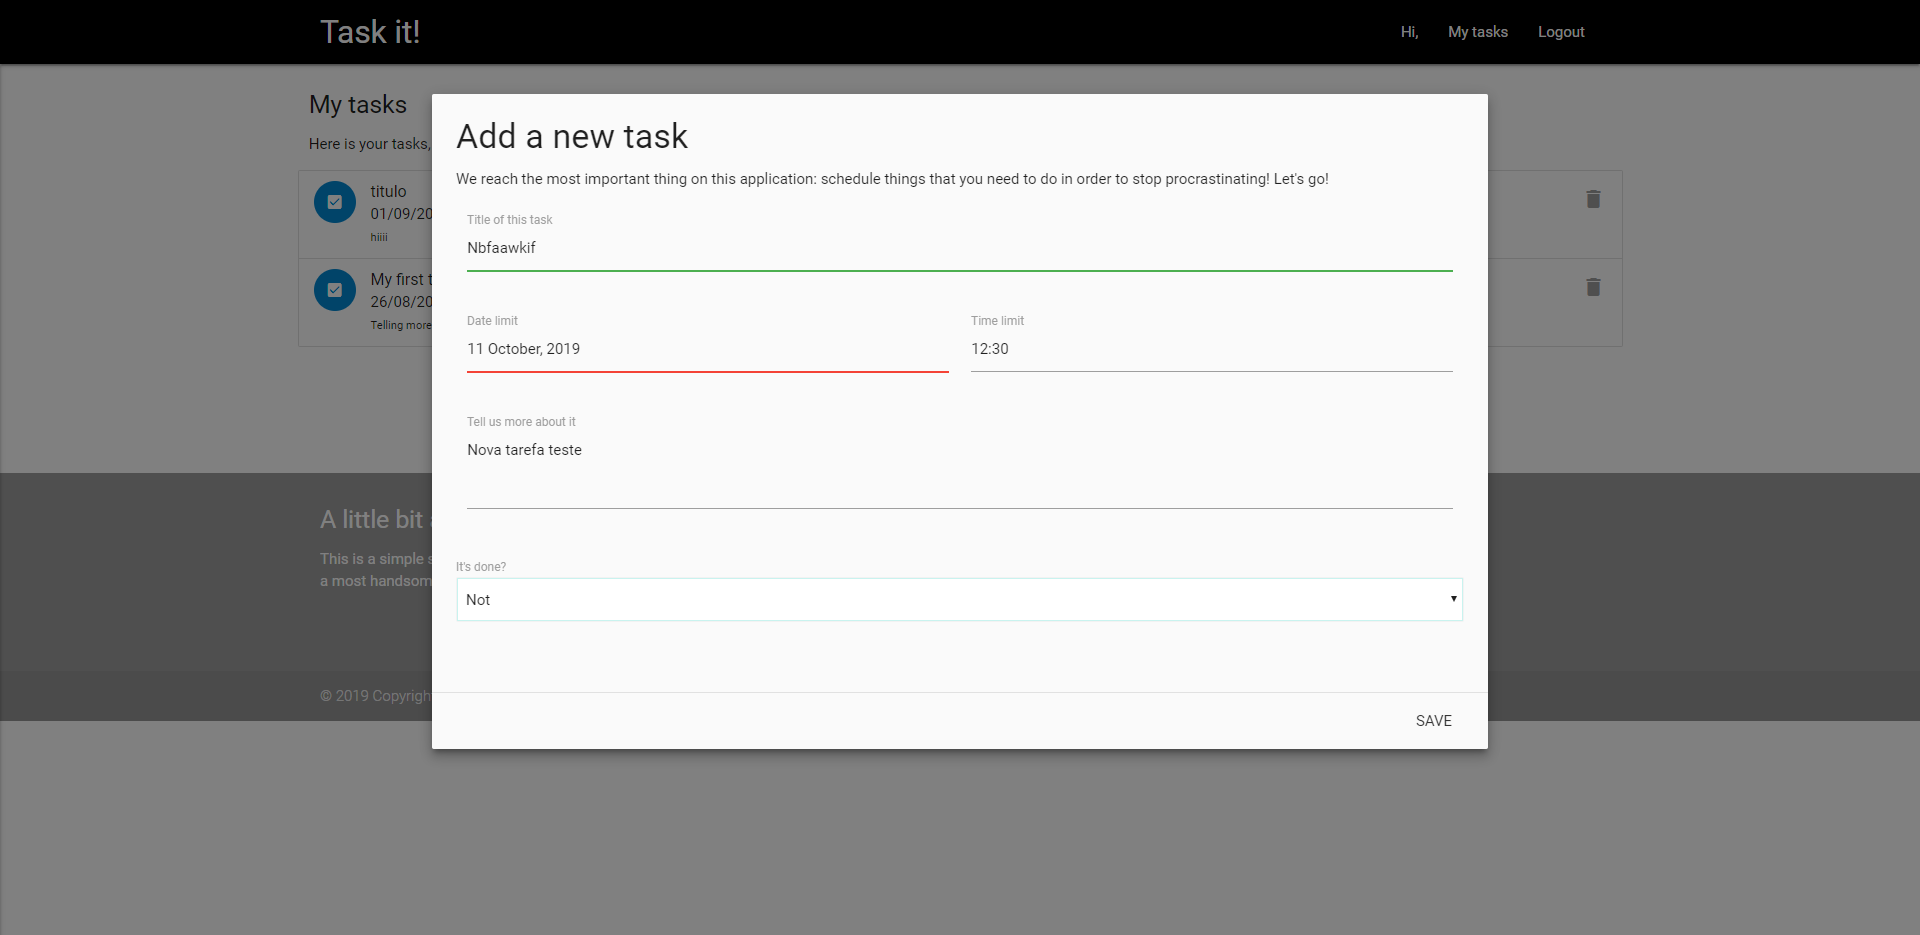 Task it!
Hi,
My tasks
Logout
My tasks
Here is your tasks,
titulo
01/09/20
hiiii
My first t
26/08/20
Telling more
Add a new task
We reach the most important thing on this application: schedule things that you need to do in order to stop procrastinating! Let's go!
Title of this task
Nbfaawkif
Date limit
11 October, 2019
Time limit
12:30
Tell us more about it
Nova tarefa teste
It's done?
Not
SAVE
A little bit a
This is a simple s
a most handsom
© 2019 Copyrigh